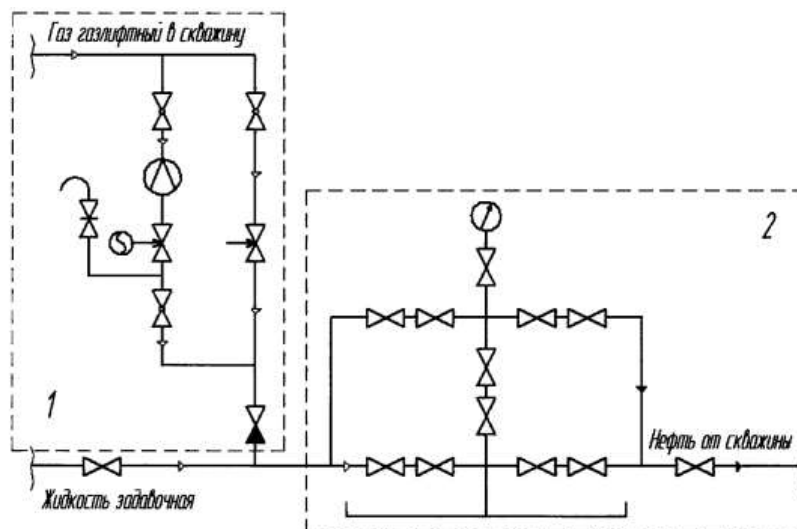 Газ газлифтный в скважину
2
1
Нефть от скважины
Жидкость задавочная